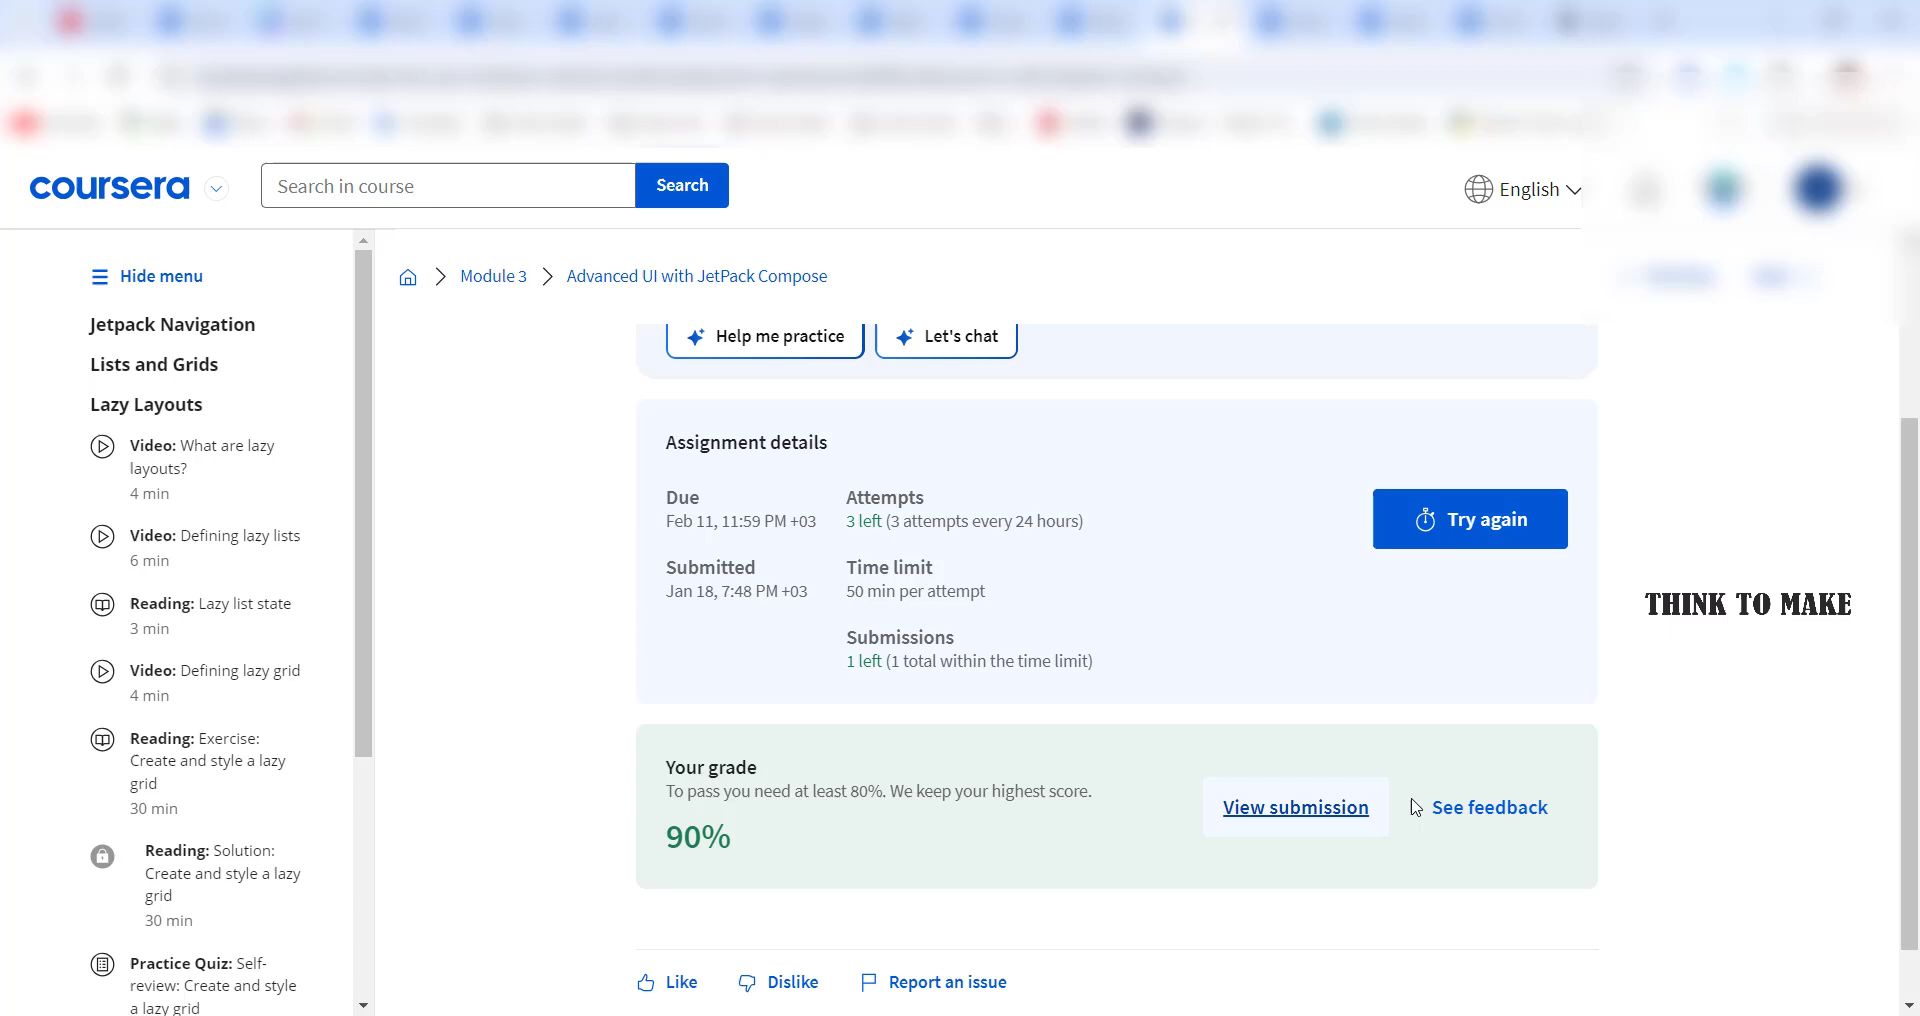 coursera
Search in course
Search
English
Hide menu
Module 3
Advanced UI with JetPack Compose
Jetpack Navigation
Lists and Grids
Lazy Layouts
Video: What are lazy
layouts?
4 min
Video: Defining lazy lists
6 min
Reading: Lazy list state
3 min
Video: Defining lazy grid
4 min
Reading: Exercise:
Create and style a lazy
grid
30 min
Reading: Solution:
Create and style a lazy
grid
30 min
Practice Quiz: Self-
review: Create and style
a lazy grid
Help me practice
Let's chat
Assignment details
Due
Feb 11, 11:59 PM +03
Attempts
3 left (3 attempts every 24 hours)
Try again
Submitted
Jan 18, 7:48 PM +03
Time limit
50 min per attempt
Submissions
1 left (1 total within the time limit)
Your grade
To pass you need at least 80%. We keep your highest score.
90%
View submission
See feedback
Like
Dislike
Report an issue
THINK TO MAKE